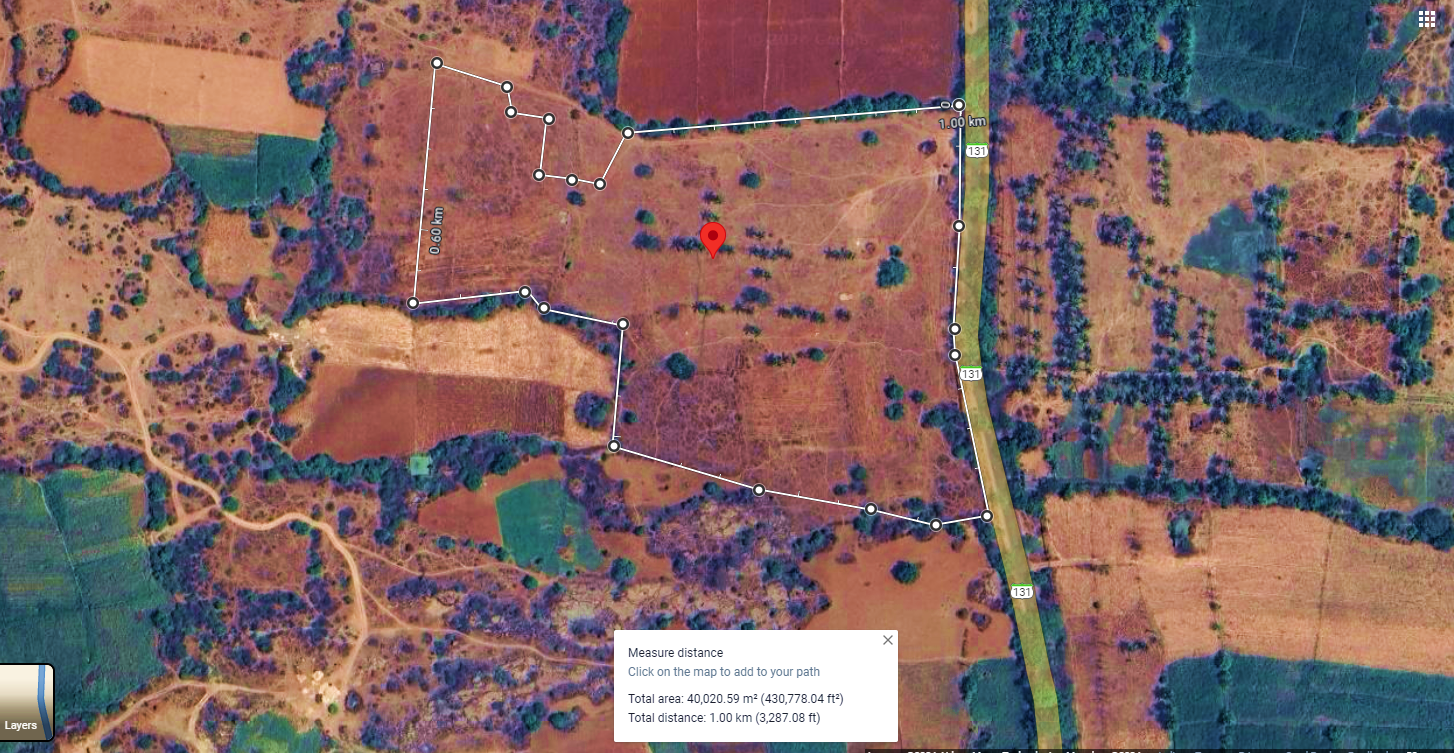 0
1.00 km
131
0.60 km
131
131
Measure distance
Click on the map to add to your path
Total area: 40,020.59 m² (430,778.04 ft²)
Total distance: 1.00 km (3,287.08 ft)
Layers